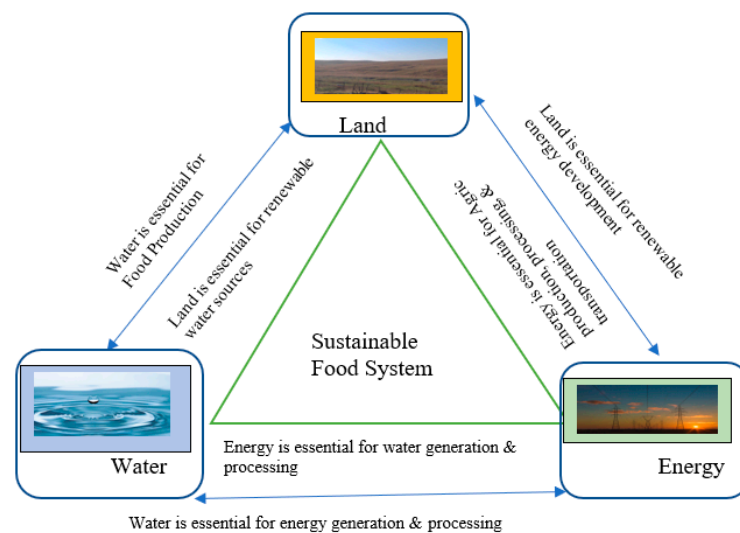 Land
Water is essential for
Food Production
Land is essential for renewable
water sources
Land is essential for renewable
energy development
Energy is essential for Agric
production, processing, &
transportation
Sustainable
Food System
Water
Energy is essential for water generation &
processing
Energy
Water is essential for energy generation & processing